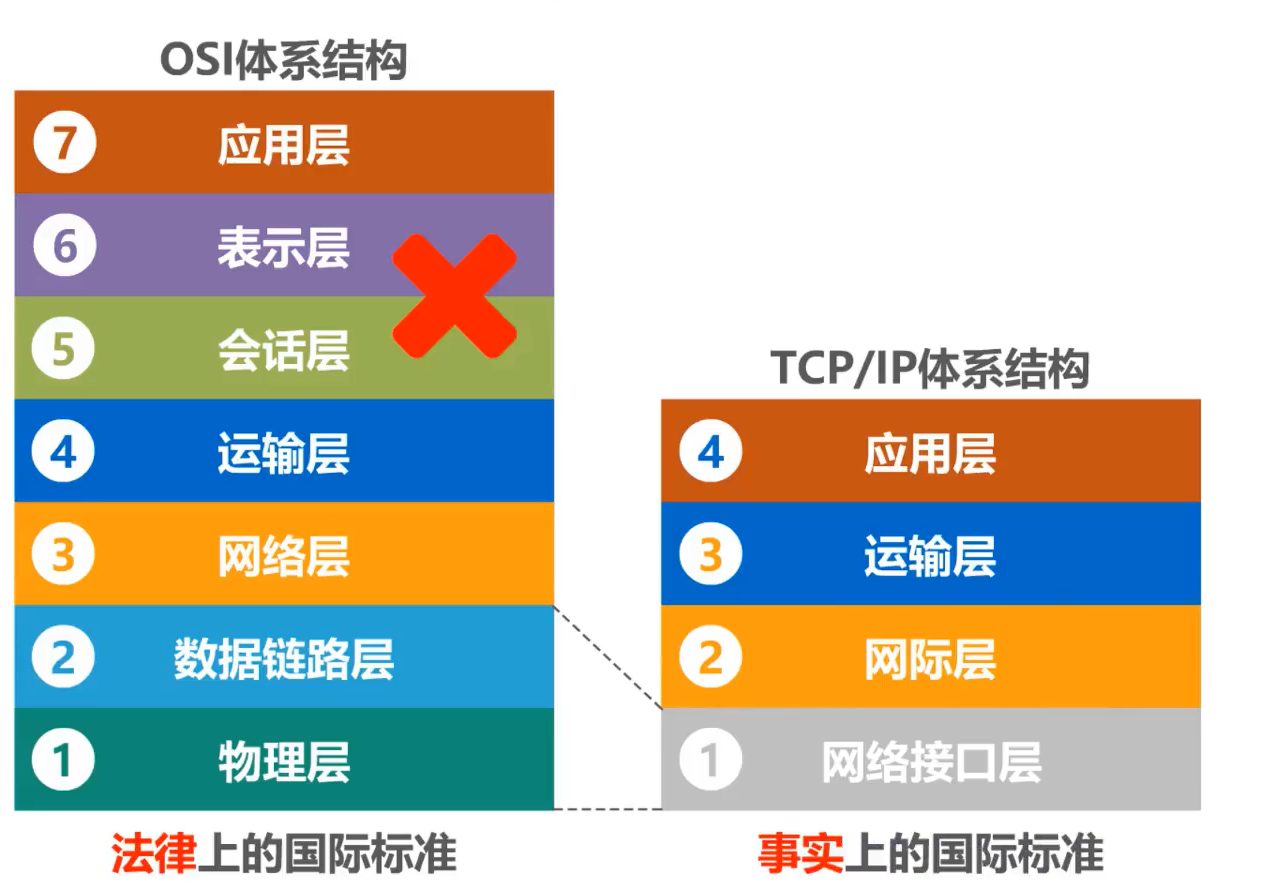 OSI体系结构
7 应用层
6 表示层
5 会话层
4 运输层
3 网络层
2 数据链路层
1 物理层
法律上的国际标准
TCP/IP体系结构
4 应用层
3 运输层
2 网际层
1 网络接口层
事实上的国际标准